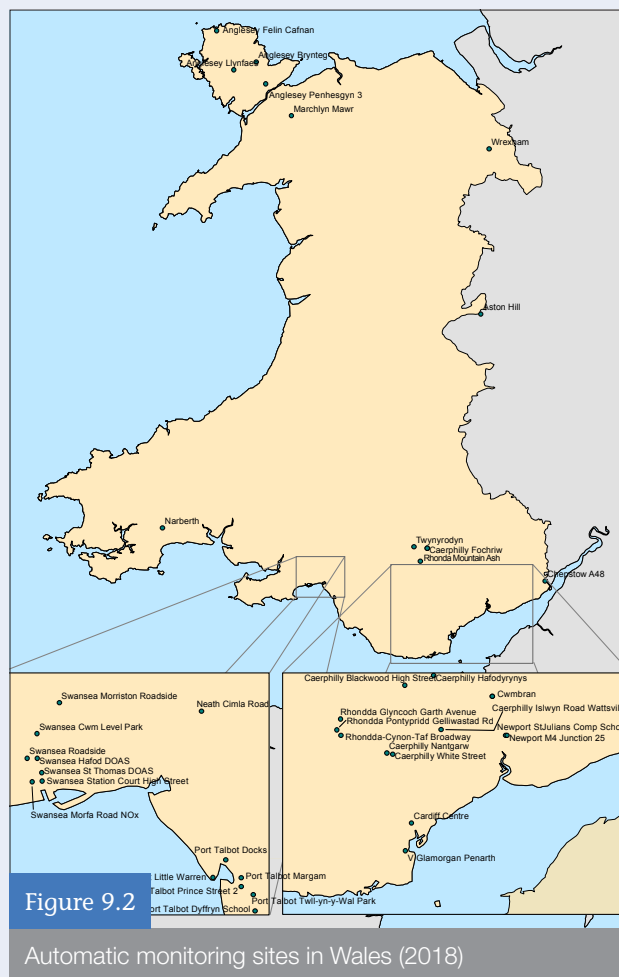 Anglesey Felin Cafnan
Anglesey Brynteg
Anglesey Llynfaes
Anglesey Penhesgyn 3
Marchlyn Mawr
Wrexham
Aston Hill
Narberth
Twynyrodyn
Caerphilly Fochriw
Rhonda Mountain Ash
Chepstow A48
Swansea Morriston Roadside
Neath Cimla Road
Swansea Cwm Level Park
Swansea Roadside
Swansea Hafod DOAS
Swansea St Thomas DOAS
Swansea Station Court High Street
Swansea Morfa Road NOx
Port Talbot Docks
Little Warren
Port Talbot Margam
Talbot Prince Street 2
Port Talbot Twll-yn-y-Wal Park
ort Talbot Dyffryn School
Caerphilly Blackwood High Street
Caerphilly Hafodyrynys
Cwmbran
Caerphilly Islwyn Road Wattsvill
Rhondda Glyncoch Garth Avenue
Rhondda Pontypridd Gelliwastad Rd
Rhondda-Cynon-Taf Broadway
Newport StJulians Comp Schoo
Newport M4 Junction 25
Caerphilly Nantgarw
Caerphilly White Street
Cardiff Centre
V Glamorgan Penarth
Figure 9.2
Automatic monitoring sites in Wales (2018)